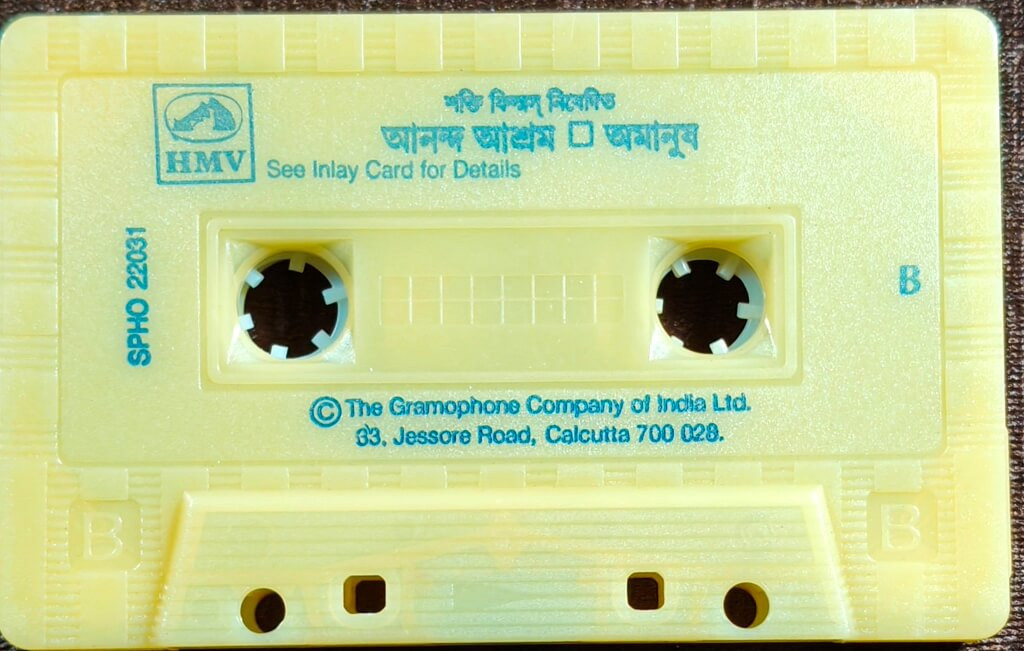 শক্তি ফিল্মস্ নিবেদিত
আনন্দ আশ্রম □ অমানুষ
HMV
See Inlay Card for Details
SPHO 22031
B
© The Gramophone Company of India Ltd.
33, Jessore Road, Calcutta 700 028.
B
B